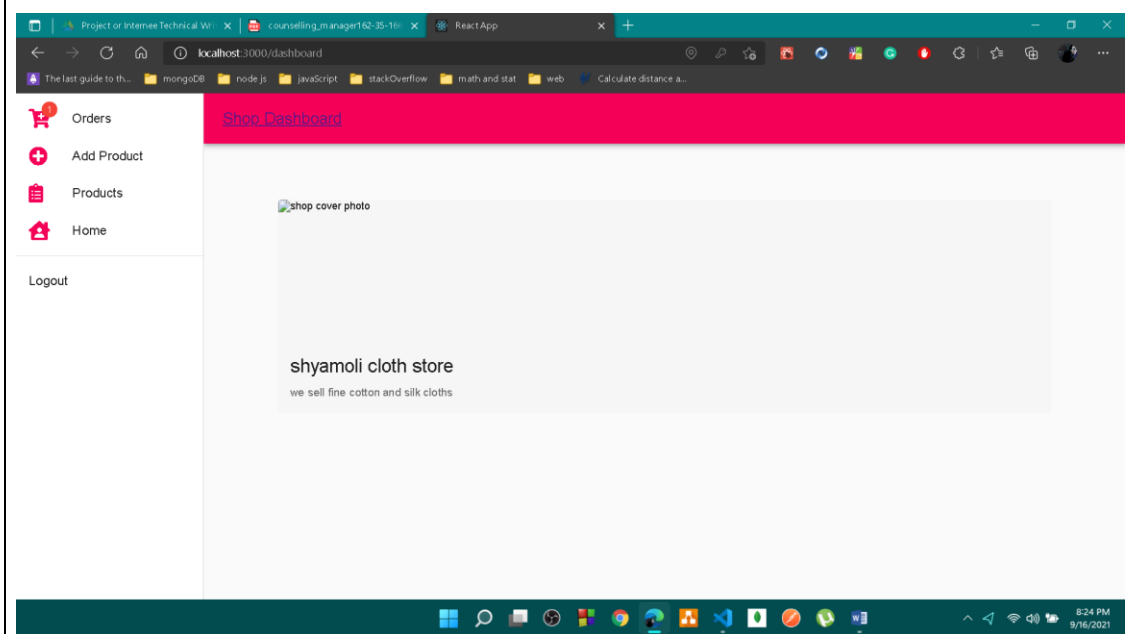 Project or Internee Technical Wri
counselling_manager162-35-166
React App
localhost:3000/dashboard
The last guide to th...
mongoDB
node js
javaScript
stackOverflow
math and stat
web
Calculate distance a...
1
Orders
Shop Dashboard
Add Product
Products
Home
Logout
shop cover photo
shyamoli cloth store
we sell fine cotton and silk cloths
8:24 PM
9/16/2021